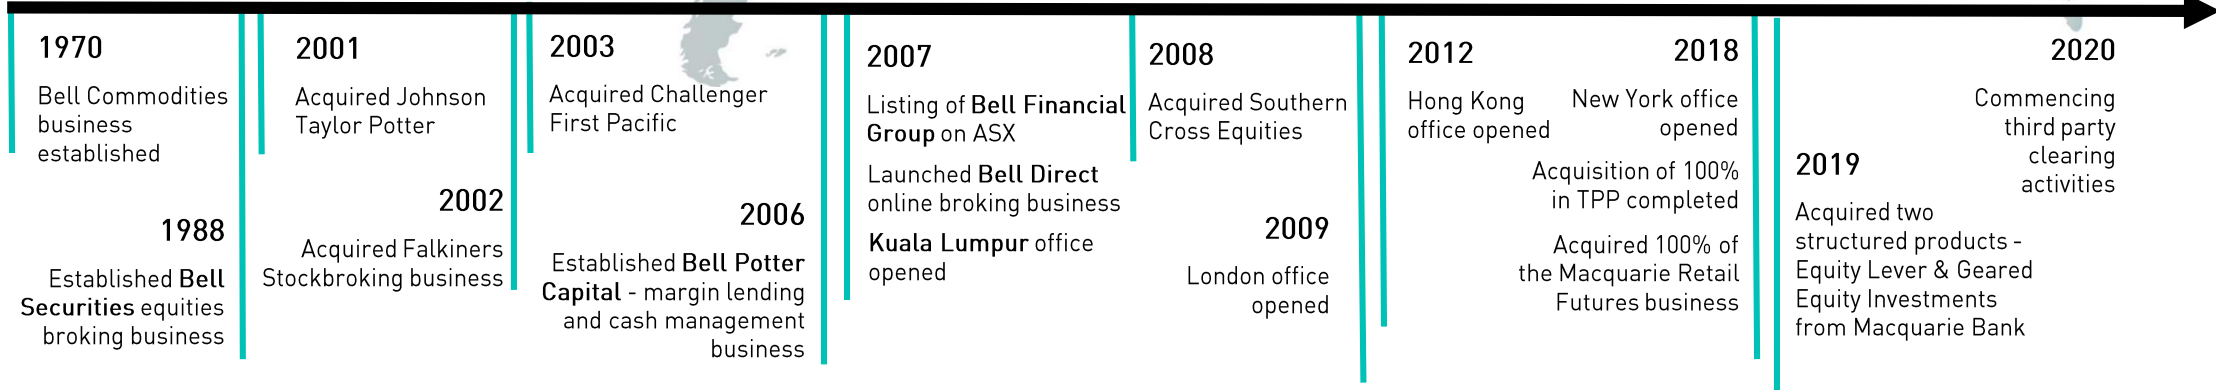 1970
Bell Commodities
business
established
1988
Established Bell
Securities equities
broking business
2001
Acquired Johnson
Taylor Potter
2002
Acquired Falkiners
Stockbroking business
2003
Acquired Challenger
First Pacific
2006
Established Bell Potter
Capital - margin lending
and cash management
business
2007
Listing of Bell Financial
Group on ASX
Launched Bell Direct
online broking business
Kuala Lumpur office
opened
2008
Acquired Southern
Cross Equities
2009
London office
opened
2012
Hong Kong
office opened
2018
New York office
opened
Acquisition of 100%
in TPP completed
Acquired 100% of
the Macquarie Retail
Futures business
2019
Acquired two
structured products -
Equity Lever & Geared
Equity Investments
from Macquarie Bank
2020
Commencing
third party
clearing
activities